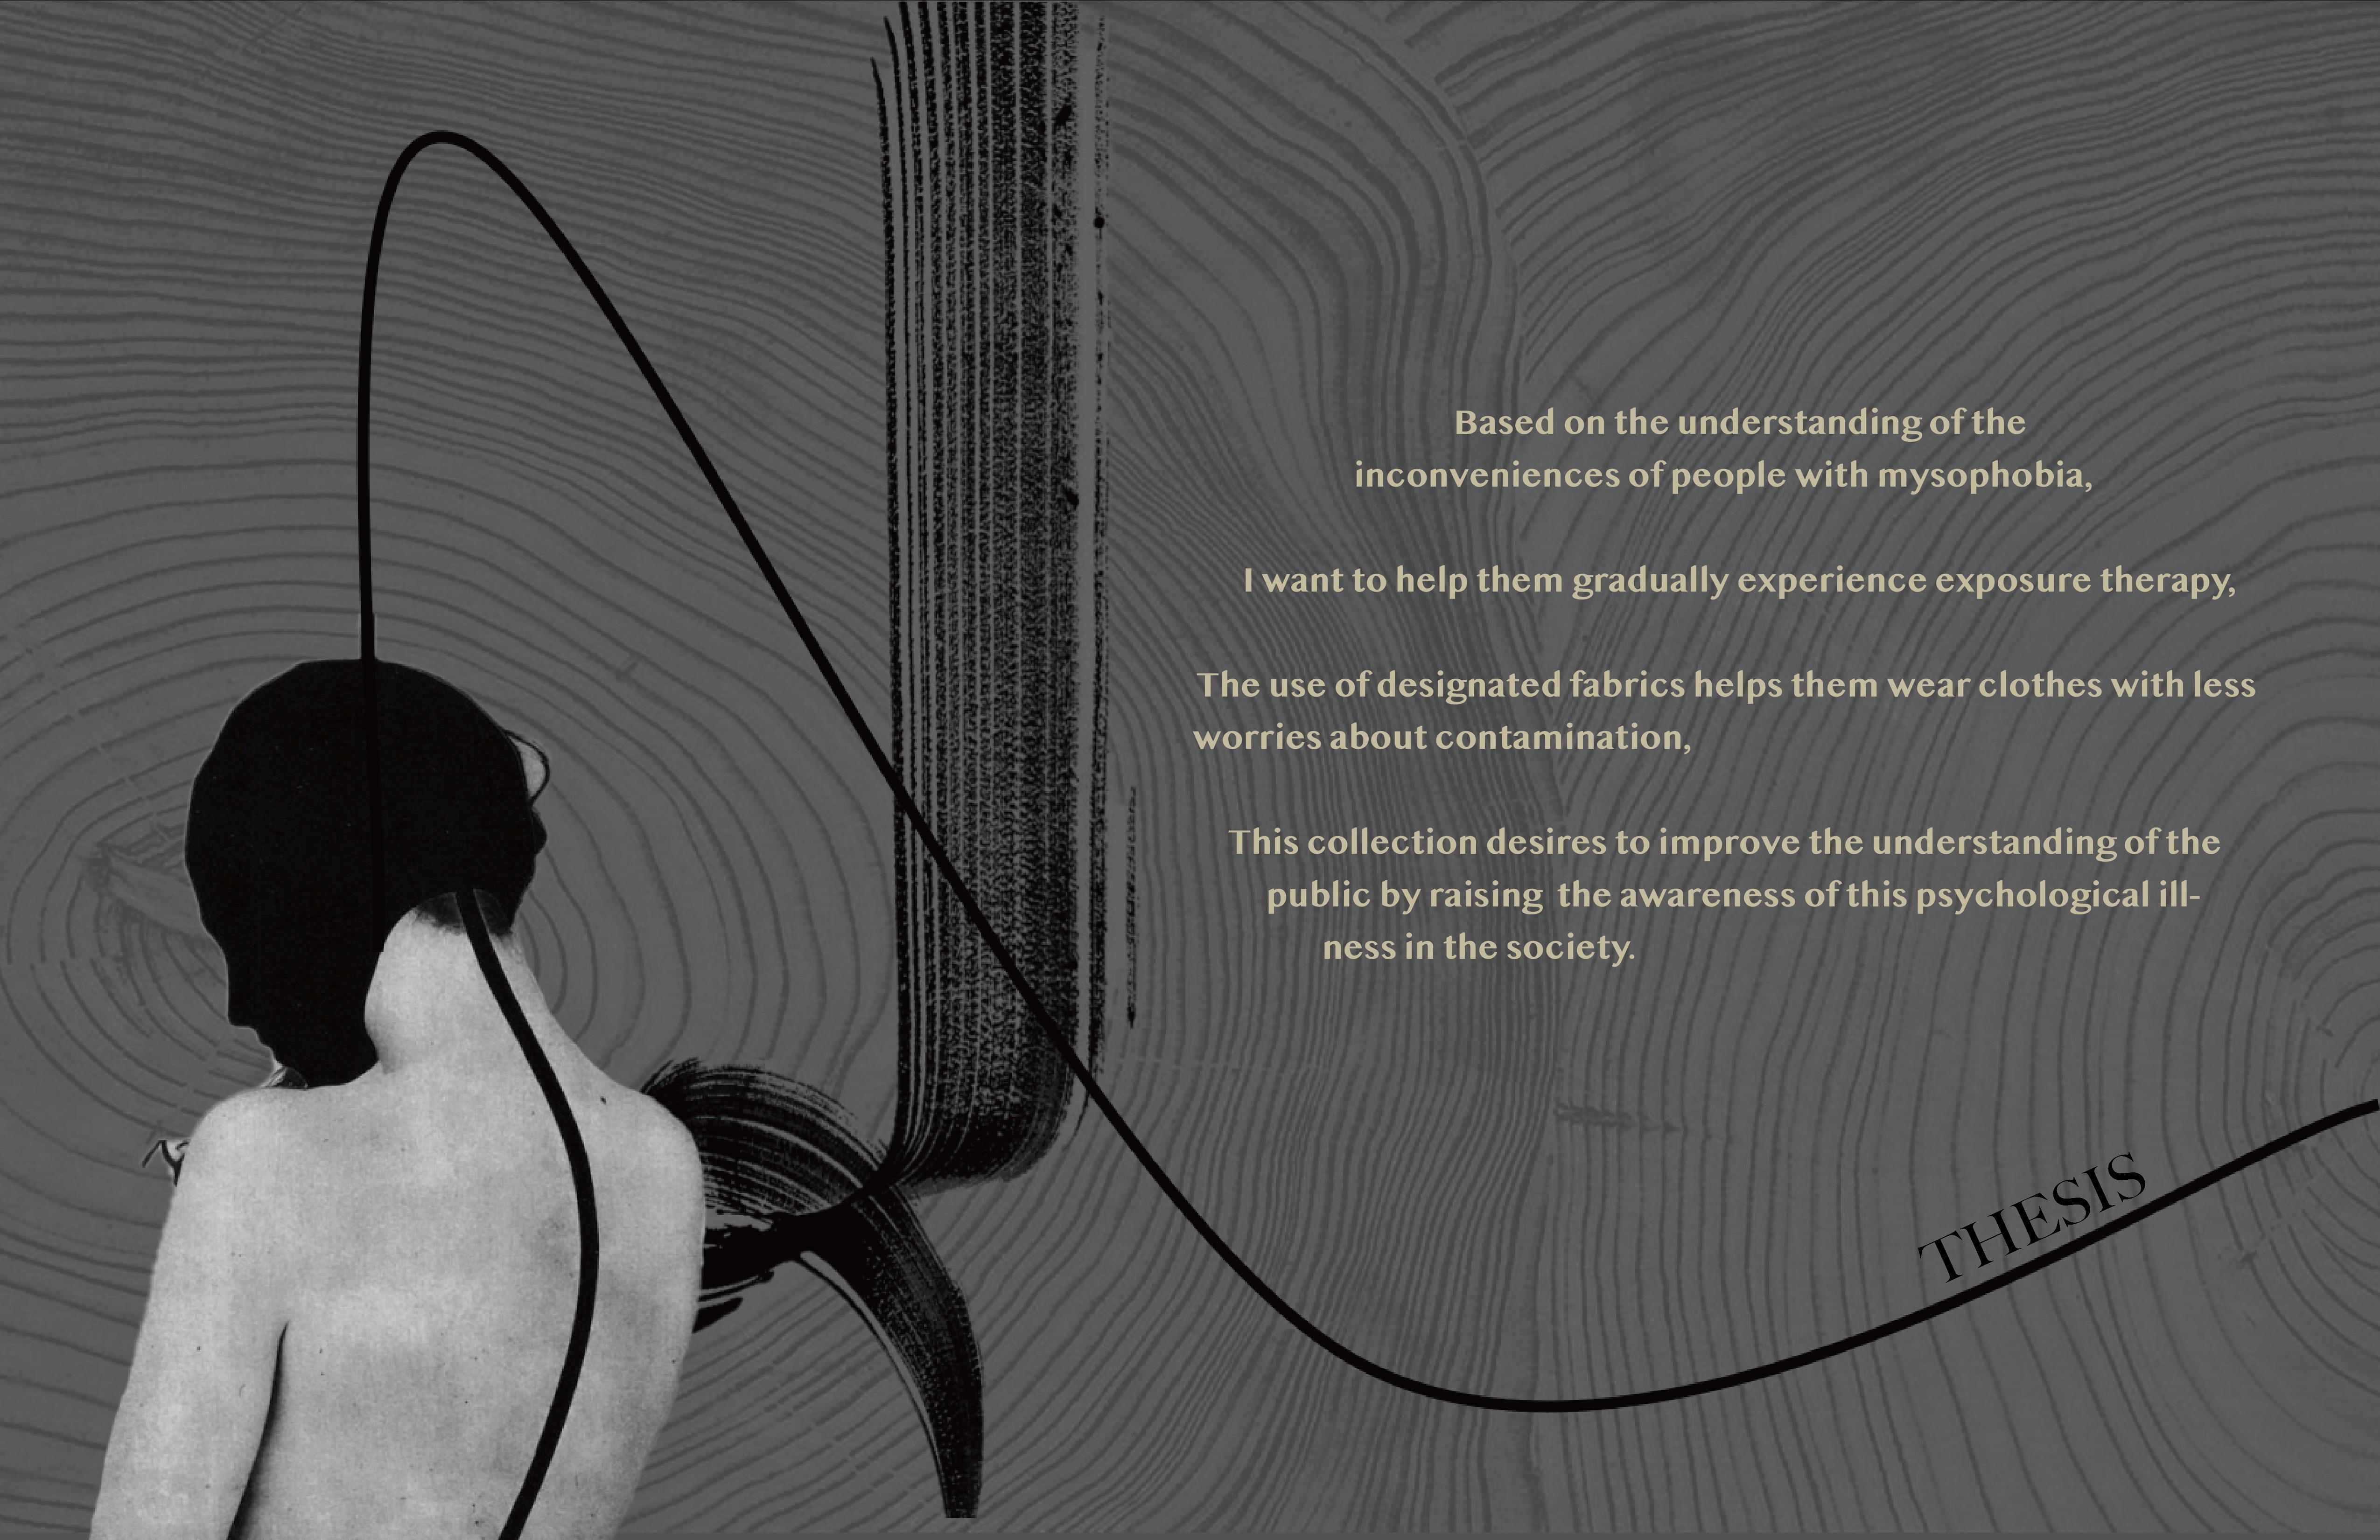 Based on the understanding of the
inconveniences of people with mysophobia,
I want to help them gradually experience exposure therapy,
The use of designated fabrics helps them wear clothes with less
worries about contamination,
This collection desires to improve the understanding of the
public by raising  the awareness of this psychological ill-
ness in the society.
THESIS